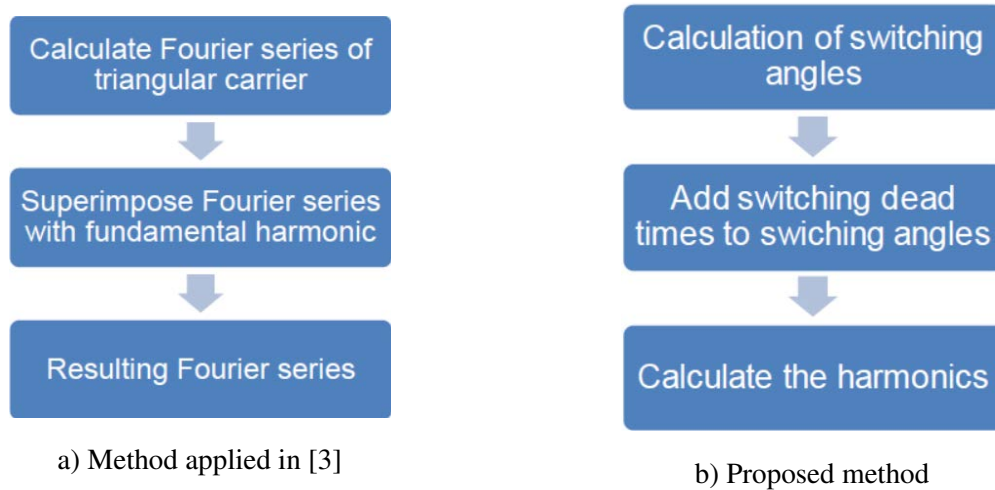 Calculate Fourier series of
triangular carrier
Superimpose Fourier series
with fundamental harmonic
Resulting Fourier series
a) Method applied in [3]
Calculation of switching
angles
Add switching dead
times to swiching angles
Calculate the harmonics
b) Proposed method